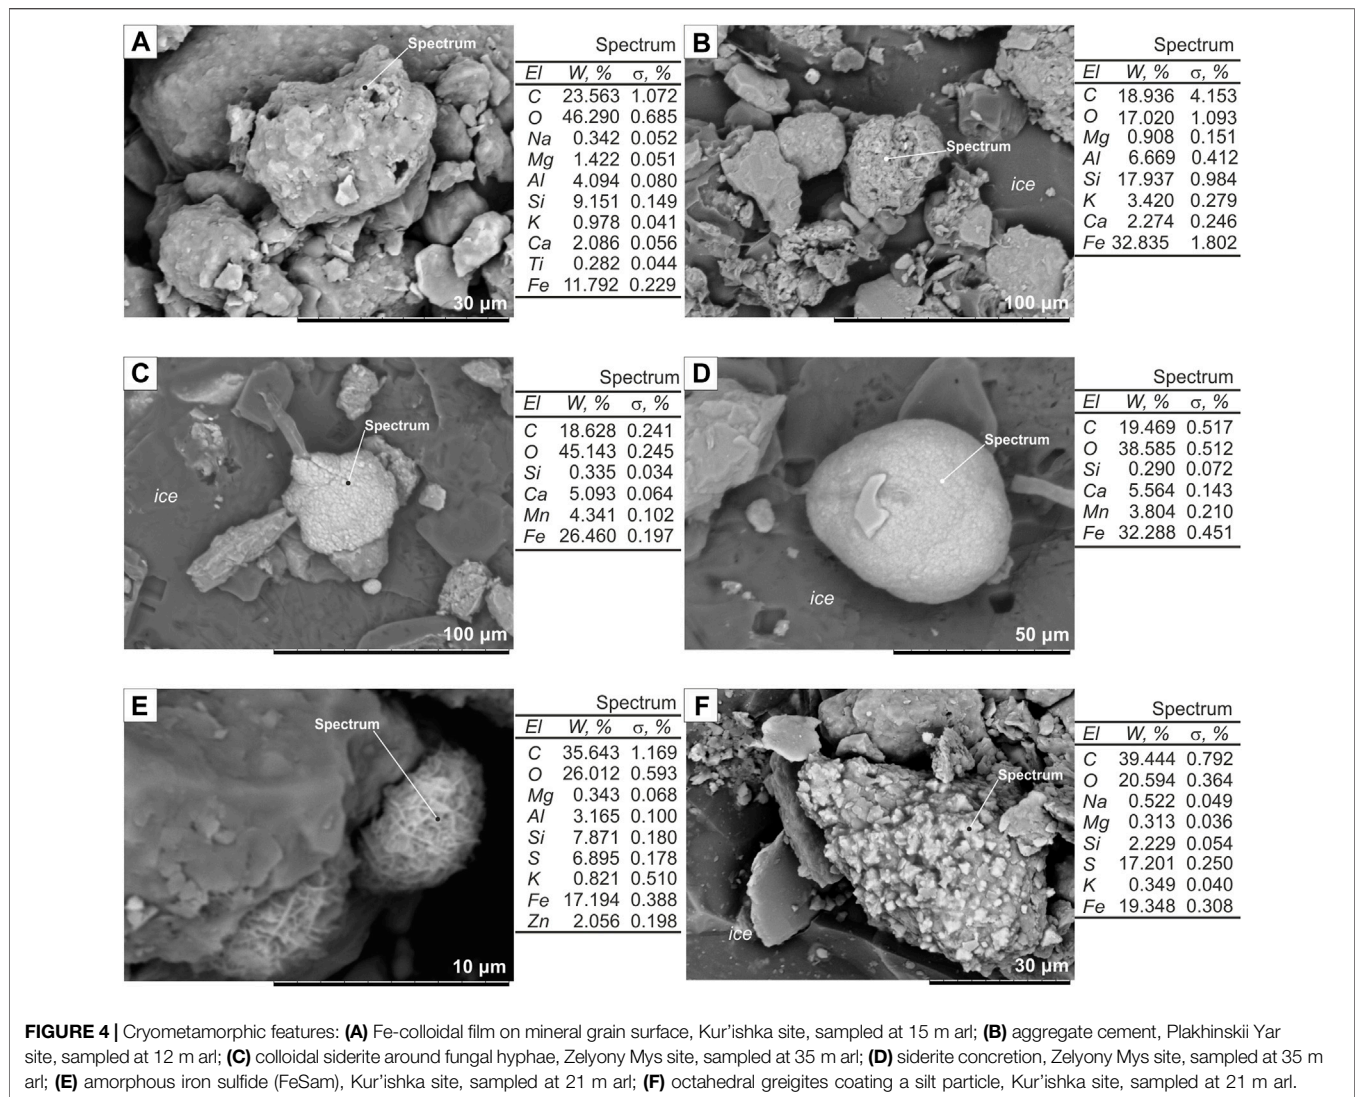 A
Spectrum
Spectrum
El W, % σ, %
C 23.563 1.072
O 46.290 0.685
Na 0.342 0.052
Mg 1.422 0.051
Al 4.094 0.080
Si 9.151 0.149
K 0.978 0.041
Ca 2.086 0.056
Ti 0.282 0.044
Fe 11.792 0.229
30 µm
B
Spectrum
ice
Spectrum
El W, % σ, %
C 18.936 4.153
O 17.020 1.093
Mg 0.908 0.151
Al 6.669 0.412
Si 17.937 0.984
K 3.420 0.279
Ca 2.274 0.246
Fe 32.835 1.802
100 µm
C
Spectrum
ice
Spectrum
El W, % σ, %
C 18.628 0.241
O 45.143 0.245
Si 0.335 0.034
Ca 5.093 0.064
Mn 4.341 0.102
Fe 26.460 0.197
100 µm
D
Spectrum
ice
Spectrum
El W, % σ, %
C 19.469 0.517
O 38.585 0.512
Si 0.290 0.072
Ca 5.564 0.143
Mn 3.804 0.210
Fe 32.288 0.451
50 µm
E
Spectrum
Spectrum
El W, % σ, %
C 35.643 1.169
O 26.012 0.593
Mg 0.343 0.068
Al 3.165 0.100
Si 7.871 0.180
S 6.895 0.178
K 0.821 0.510
Fe 17.194 0.388
Zn 2.056 0.198
10 µm
F
Spectrum
ice
Spectrum
El W, % σ, %
C 39.444 0.792
O 20.594 0.364
Na 0.522 0.049
Mg 0.313 0.036
Si 2.229 0.054
S 17.201 0.250
K 0.349 0.040
Fe 19.348 0.308
30 µm
FIGURE 4 | Cryometamorphic features: (A) Fe-colloidal film on mineral grain surface, Kur’ishka site, sampled at 15 m arl; (B) aggregate cement, Plakhinskii Yar
site, sampled at 12 m arl; (C) colloidal siderite around fungal hyphae, Zelyony Mys site, sampled at 35 m arl; (D) siderite concretion, Zelyony Mys site, sampled at 35 m
arl; (E) amorphous iron sulfide (FeSam), Kur’ishka site, sampled at 21 m arl; (F) octahedral greigites coating a silt particle, Kur’ishka site, sampled at 21 m arl.